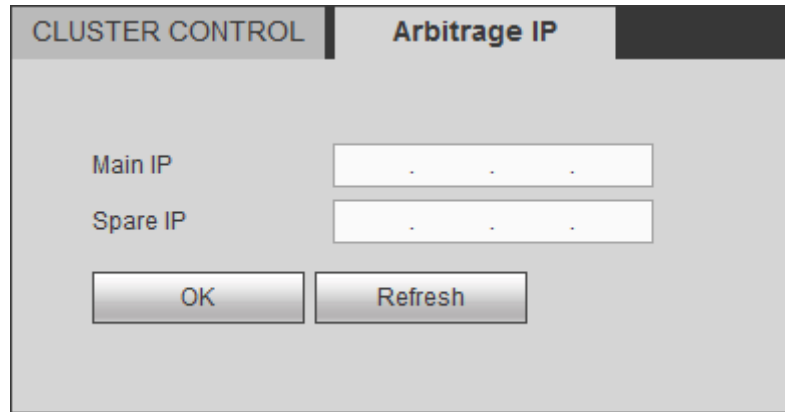 CLUSTER CONTROL Arbitrage IP
Main IP . . .
Spare IP . . .
OK Refresh